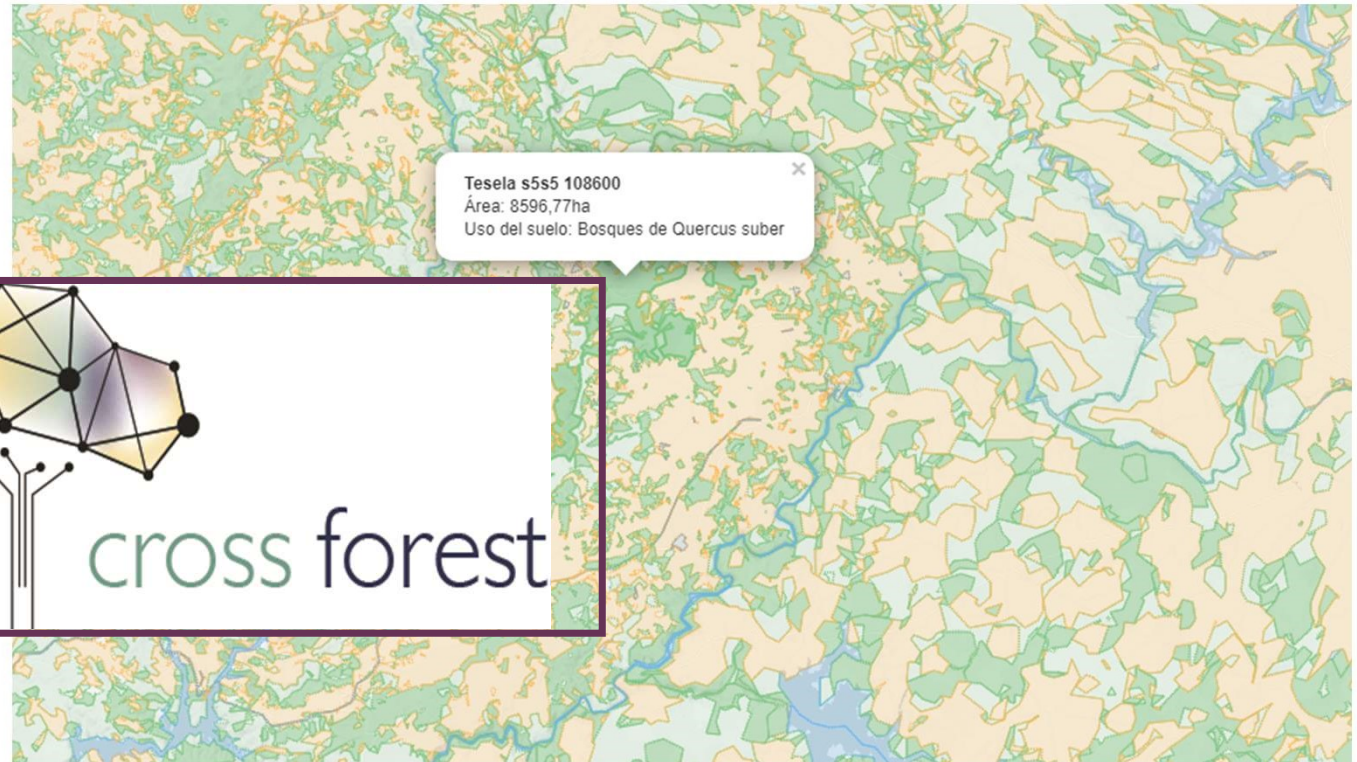 Tesela s5s5 108600
Área: 8596,77ha
Uso del suelo: Bosques de Quercus suber
cross forest